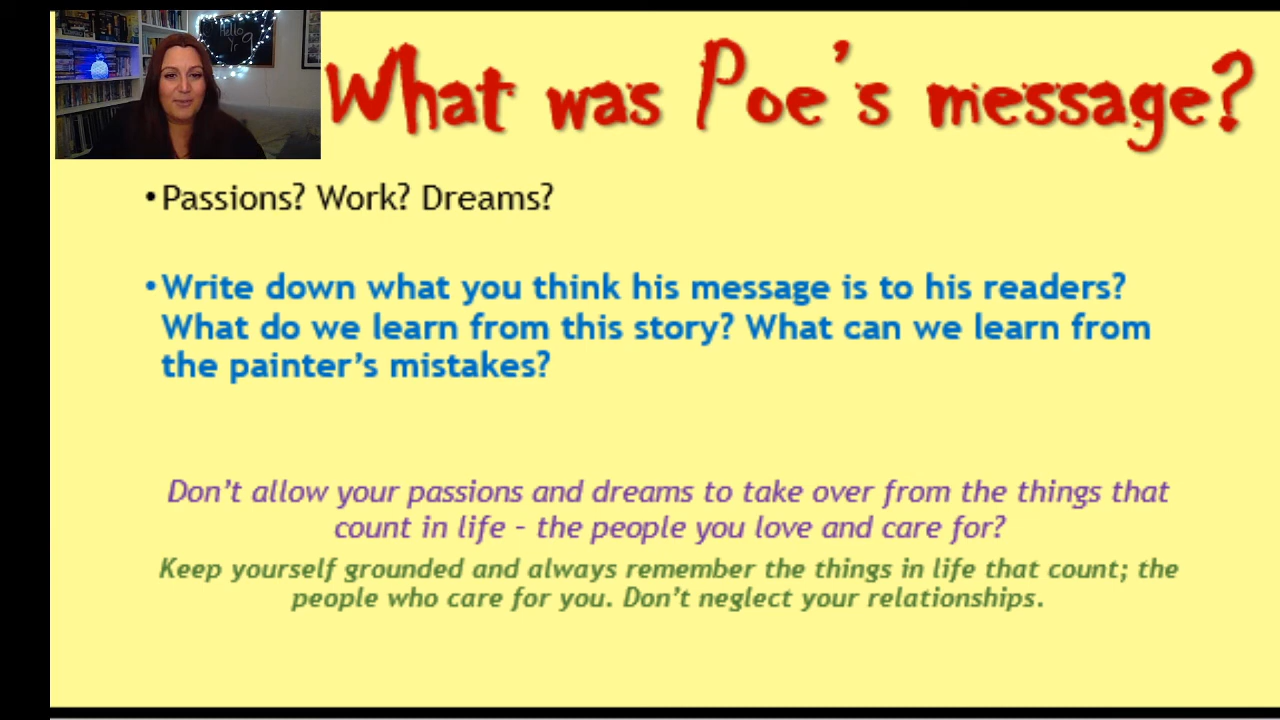 Hello
Yr 9
What was Poe's message?
•Passions? Work? Dreams?
•Write down what you think his message is to his readers?
What do we learn from this story? What can we learn from
the painter's mistakes?
Don't allow your passions and dreams to take over from the things that
count in life – the people you love and care for?
Keep yourself grounded and always remember the things in life that count; the
people who care for you. Don't neglect your relationships.